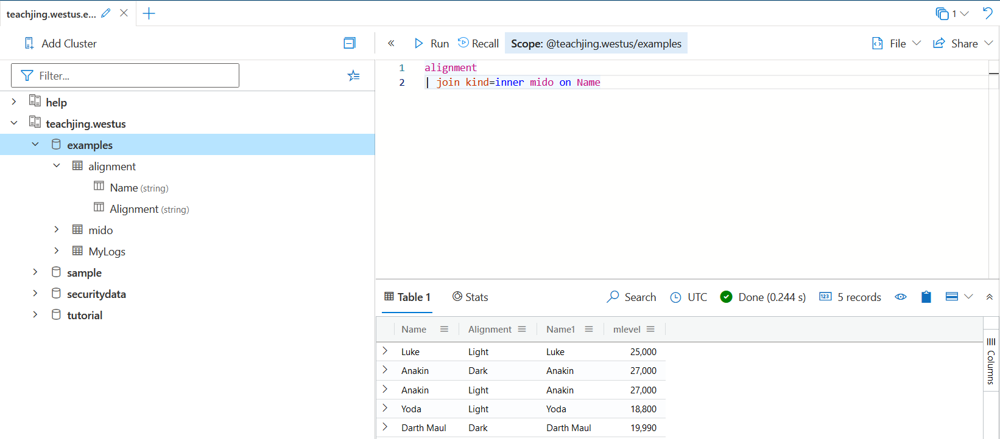 teachjing.westus.e...
1
Add Cluster
Run Recall Scope: @teachjing.westus/examples File Share
Filter...
help
teachjing.westus
examples
alignment
Name (string)
Alignment (string)
mido
MyLogs
sample
securitydata
tutorial
1 alignment
2 | join kind=inner mido on Name
Table 1 Stats Search UTC Done (0.244 s) 123 5 records
Name Alignment Name1 mlevel
Luke Light Luke 25,000
Anakin Dark Anakin 27,000
Anakin Light Anakin 27,000
Yoda Light Yoda 18,800
Darth Maul Dark Darth Maul 19,990
Columns